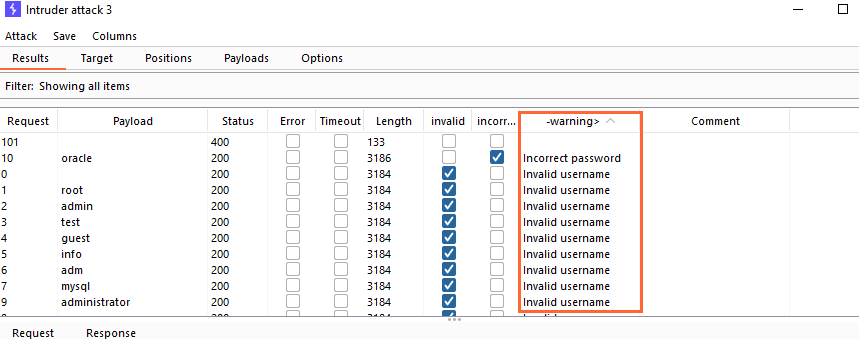 Intruder attack 3
Attack Save Columns
Results Target Positions Payloads Options
Filter: Showing all items
Request Payload Status Error Timeout Length invalid incorr... -warning> Comment
101 400 133
10 oracle 200 3186 Incorrect password
0 200 3184 Invalid username
1 root 200 3184 Invalid username
2 admin 200 3184 Invalid username
3 test 200 3184 Invalid username
4 guest 200 3184 Invalid username
5 info 200 3184 Invalid username
6 adm 200 3184 Invalid username
7 mysql 200 3184 Invalid username
9 administrator 200 3184 Invalid username
Request Response